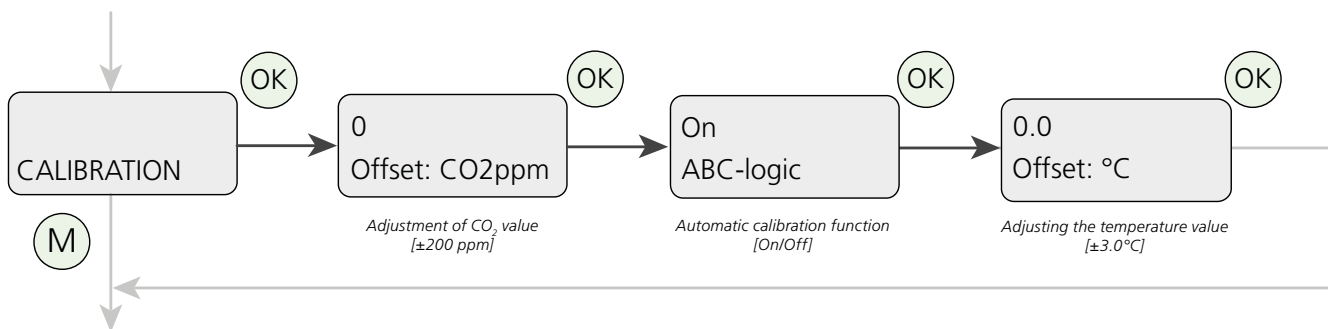 OK
OK
OK
OK
CALIBRATION
0
Offset: CO2ppm
On
ABC-logic
0.0
Offset: °C
M
Adjustment of CO₂ value
[±200 ppm]
Automatic calibration function
[On/Off]
Adjusting the temperature value
[±3.0°C]